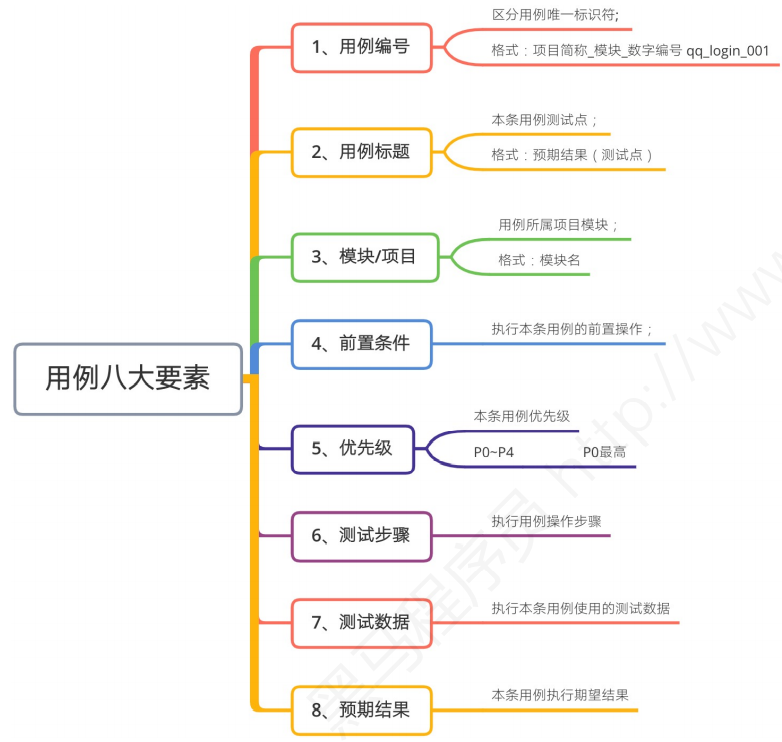 区分用例唯一标识符;
1、用例编号
格式：项目简称_模块_数字编号 qq_login_001
本条用例测试点；
2、用例标题
格式：预期结果（测试点）
用例所属项目模块；
3、模块/项目
格式：模块名
4、前置条件
执行本条用例的前置操作；
用例八大要素
本条用例优先级
5、优先级
P0~P4 P0最高
6、测试步骤
执行用例操作步骤
7、测试数据
执行本条用例使用的测试数据
8、预期结果
本条用例执行期望结果
黑马程序员 http://www